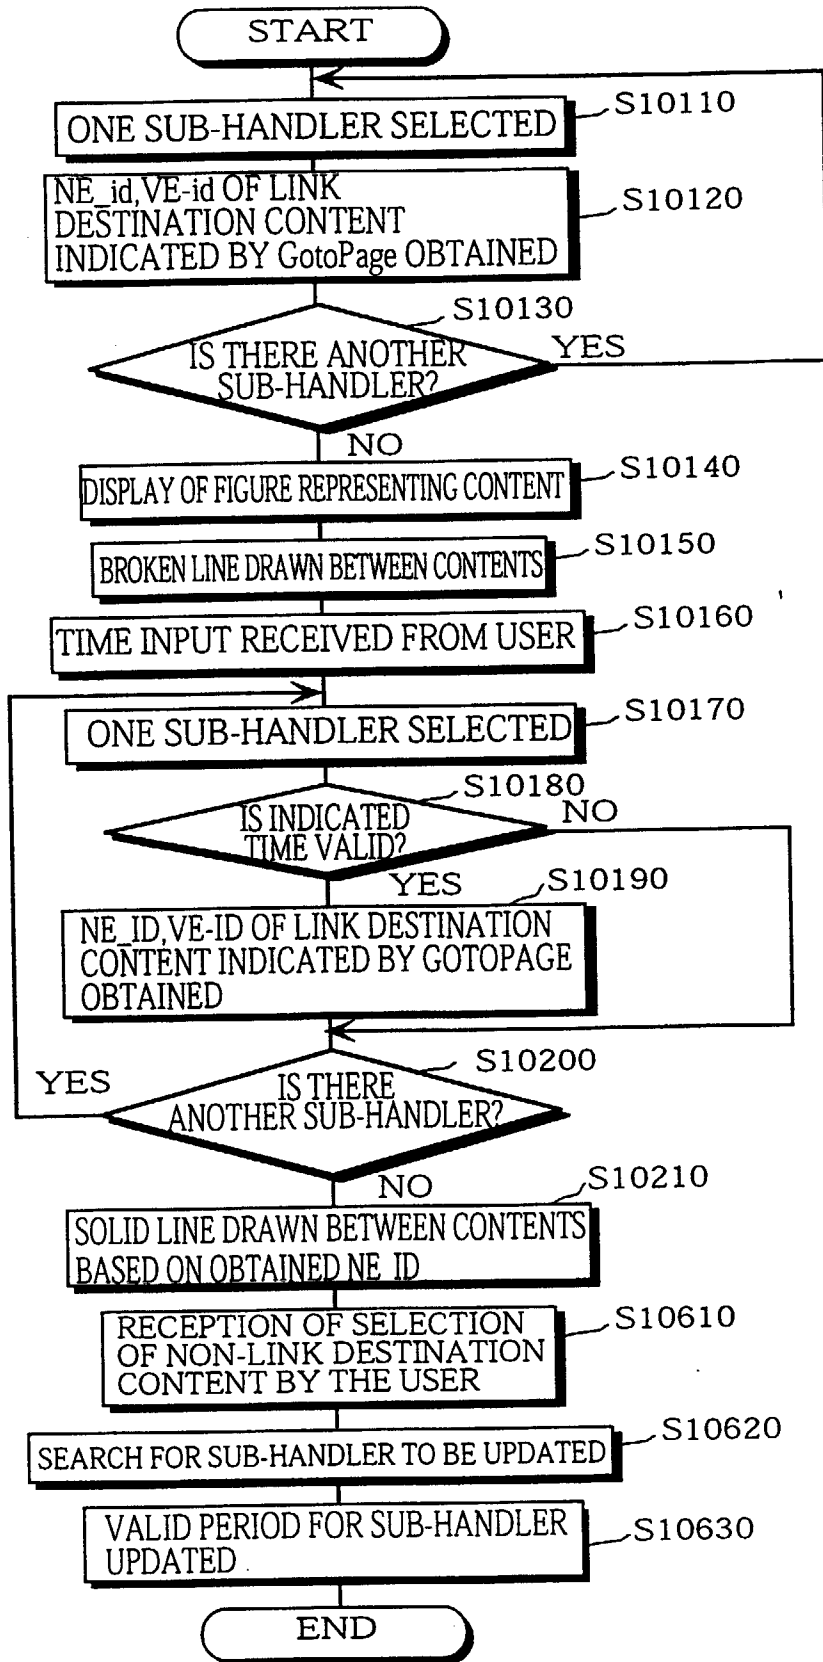 START
ONE SUB-HANDLER SELECTED
S10110
NE_id,VE-id OF LINK
DESTINATION CONTENT
INDICATED BY GotoPage OBTAINED
S10120
S10130
IS THERE ANOTHER
SUB-HANDLER?
YES
NO
DISPLAY OF FIGURE REPRESENTING CONTENT
S10140
BROKEN LINE DRAWN BETWEEN CONTENTS
S10150
TIME INPUT RECEIVED FROM USER
S10160
ONE SUB-HANDLER SELECTED
S10170
S10180
IS INDICATED
TIME VALID?
NO
YES
S10190
NE_ID,VE-ID OF LINK DESTINATION
CONTENT INDICATED BY GOTOPAGE
OBTAINED
S10200
YES
IS THERE
ANOTHER SUB-HANDLER?
NO
S10210
SOLID LINE DRAWN BETWEEN CONTENTS
BASED ON OBTAINED NE_ID
RECEPTION OF SELECTION
OF NON-LINK DESTINATION
CONTENT BY THE USER
S10610
SEARCH FOR SUB-HANDLER TO BE UPDATED
S10620
VALID PERIOD FOR SUB-HANDLER
UPDATED
S10630
END